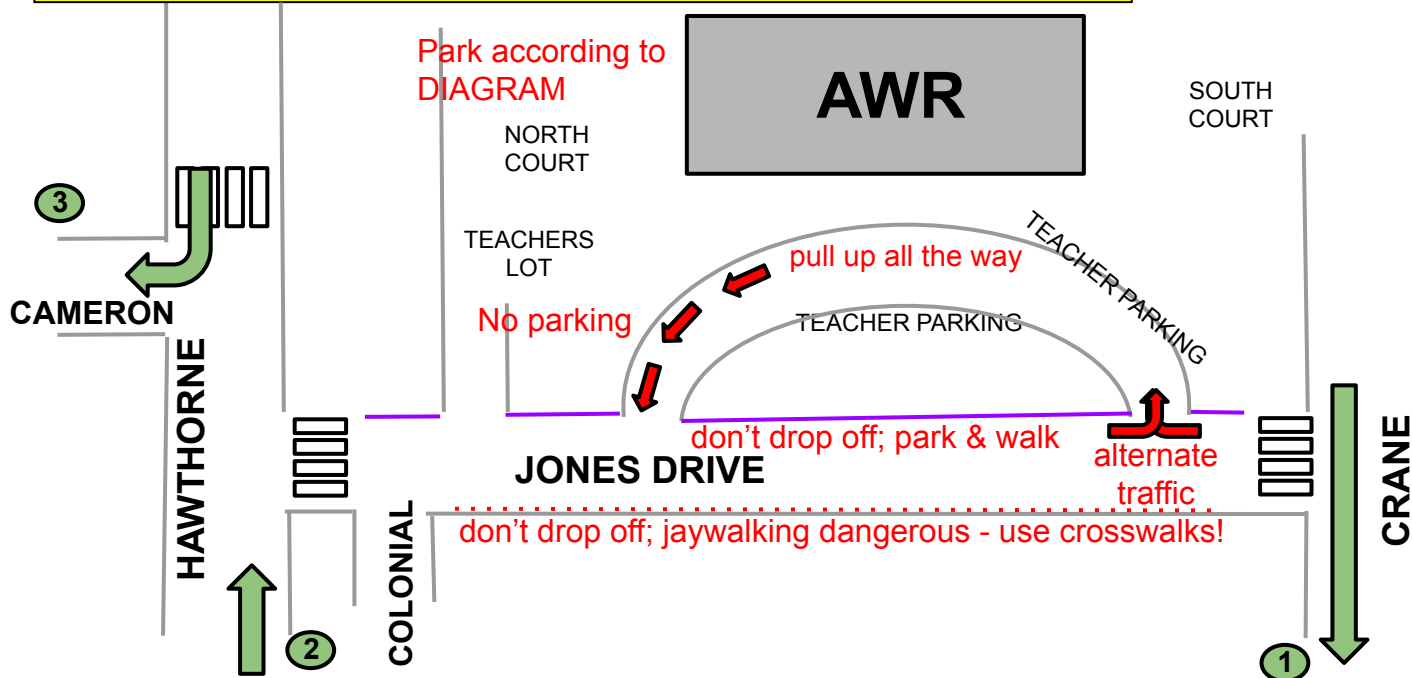 Park according to
DIAGRAM
AWR
SOUTH
COURT
NORTH
COURT
3
TEACHERS
LOT
TEACHER PARKING
pull up all the way
CAMERON
No parking
TEACHER PARKING
HAWTHORNE
don’t drop off; park & walk
JONES DRIVE
alternate
traffic
CRANE
COLONIAL
don’t drop off; jaywalking dangerous - use crosswalks!
2
1